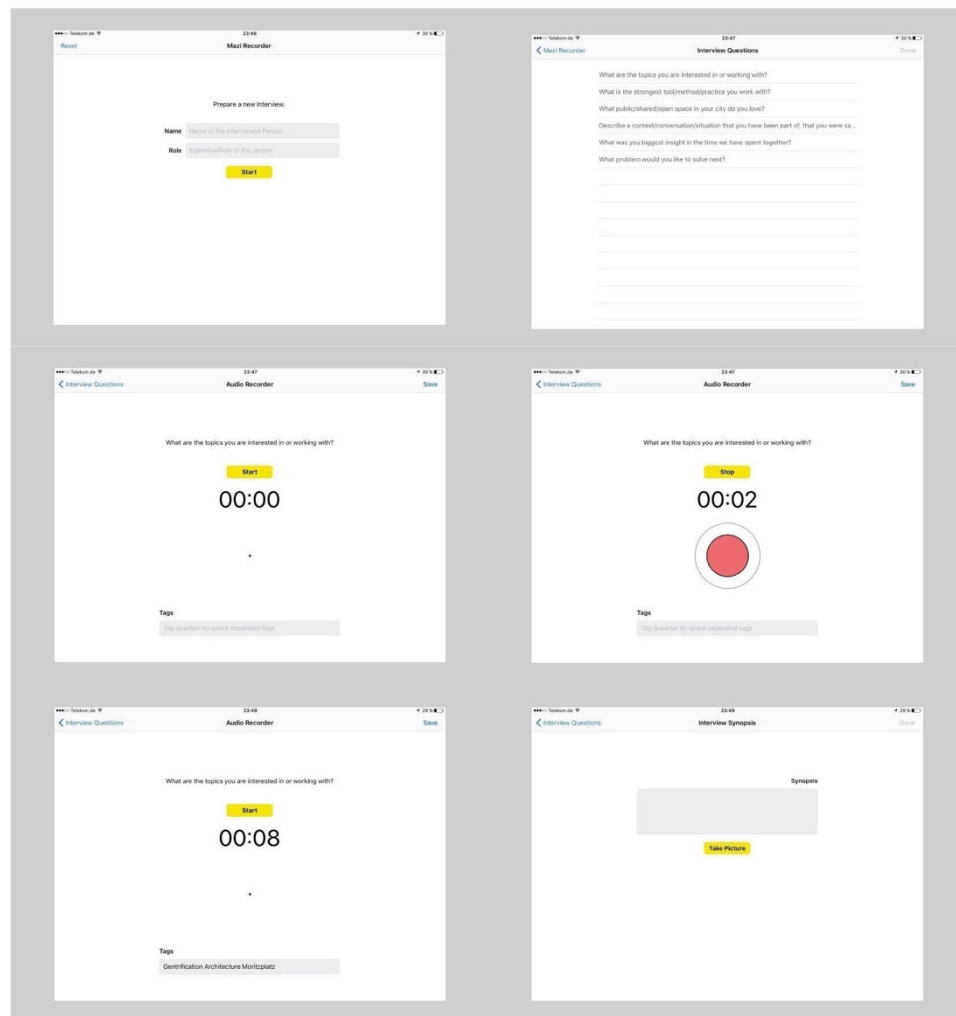 Telekom.de 23:46 30 %
Reset Mazi Recorder
Prepare a new Interview.
Name Name of the Interviewed Person
Role Expertise/Role of the person
Start
Telekom.de 23:47 30 %
Mazi Recorder Interview Questions Done
What are the topics you are interested in or working with?
What is the strongest tool/method/practice you work with?
What public/shared/open space in your city do you love?
Describe a context/conversation/situation that you have been part of, that you were sa...
What was you biggest insight in the time we have spent together?
What problem would you like to solve next?
Telekom.de 23:47 30 %
Interview Questions Audio Recorder Save
What are the topics you are interested in or working with?
Start
00:00
Tags
Tag question by space seperated tags
Telekom.de 23:47 30 %
Interview Questions Audio Recorder Save
What are the topics you are interested in or working with?
Stop
00:02
Tags
Tag question by space seperated tags
Telekom.de 23:49 29 %
Interview Questions Audio Recorder Save
What are the topics you are interested in or working with?
Start
00:08
Tags
Gentrification Architecture Moritzplatz
Telekom.de 23:49 29 %
Interview Questions Interview Synopsis Done
Synopsis
Take Picture